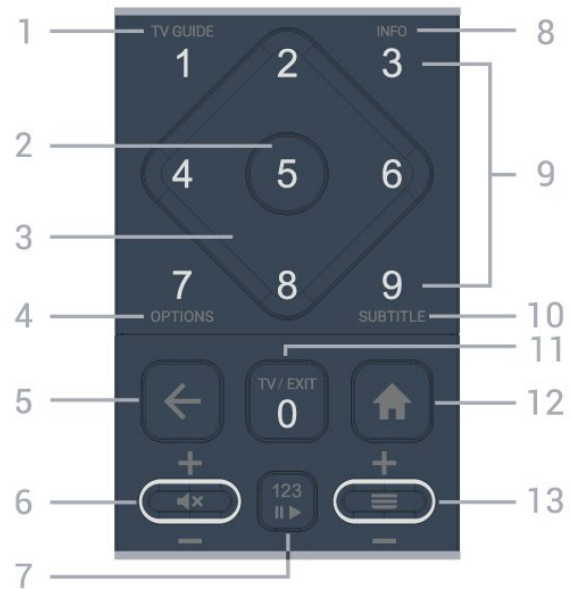 1 TV GUIDE INFO 8
1 2 3
2 9
4 5 6
3
7 8 9
4 OPTIONS SUBTITLE 10
11
TV / EXIT
5 0 12
+ +
6 123 13
- -
7